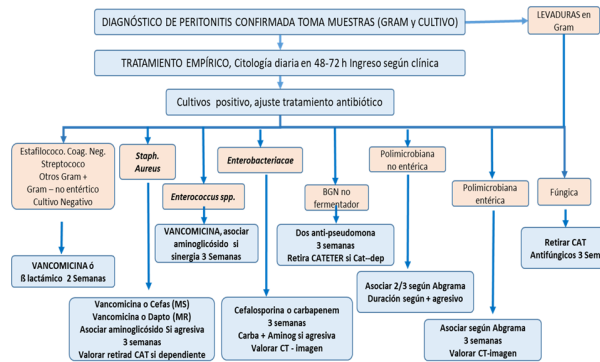 DIAGNÓSTICO DE PERITONITIS CONFIRMADA TOMA MUESTRAS (GRAM y CULTIVO)
LEVADURAS en
Gram
TRATAMIENTO EMPÍRICO, Citología diaria en 48-72 h Ingreso según clínica
Cultivos positivo, ajuste tratamiento antibiótico
Estafilococo. Coag. Neg.
Streptococo
Otros Gram +
Gram – no entértico
Cultivo Negativo
Staph.
Aureus
Enterococcus spp.
Enterobacteriacae
BGN no
fermentador
Polimicrobiana
no entérica
Polimicrobiana
entérica
Fúngica
VANCOMICINA ó
ß lactámico 2 Semanas
Vancomicina o Cefas (MS)
Vancomicina o Dapto (MR)
Asociar aminoglícósido Si agresiva
3 semanas
Valorar retirad CAT si dependiente
VANCOMICINA, asociar
aminoglícósido si
sinergia 3 Semanas
Cefalosporina o carbapenem
3 semanas
Carba + Aminog si agresiva
Valorar CT - imagen
Dos anti-pseudomona
3 semanas
Retira CATETER si Cat--dep
Asociar 2/3 según Abgrama
Duración según + agresivo
Asociar según Abgrama
3 semanas
Valorar CT-imagen
Retirar CAT
Antifúngicos 3 Sem